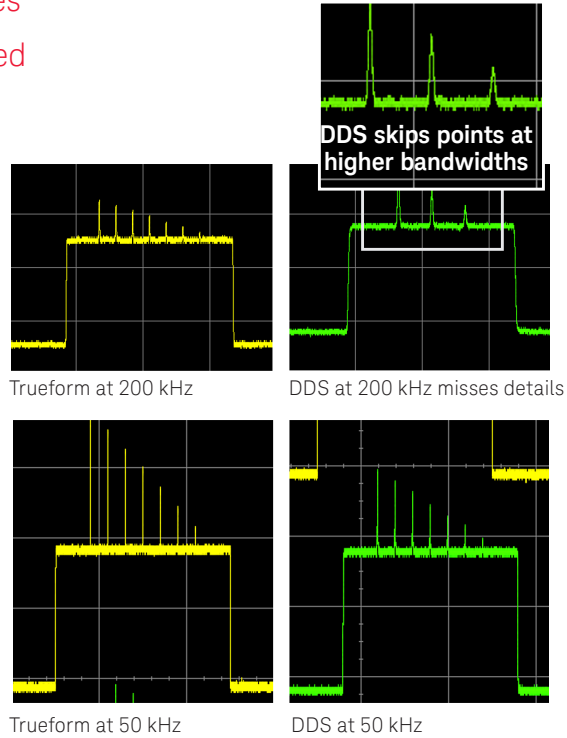 DDS skips points at
higher bandwidths
Trueform at 200 kHz
DDS at 200 kHz misses details
Trueform at 50 kHz
DDS at 50 kHz